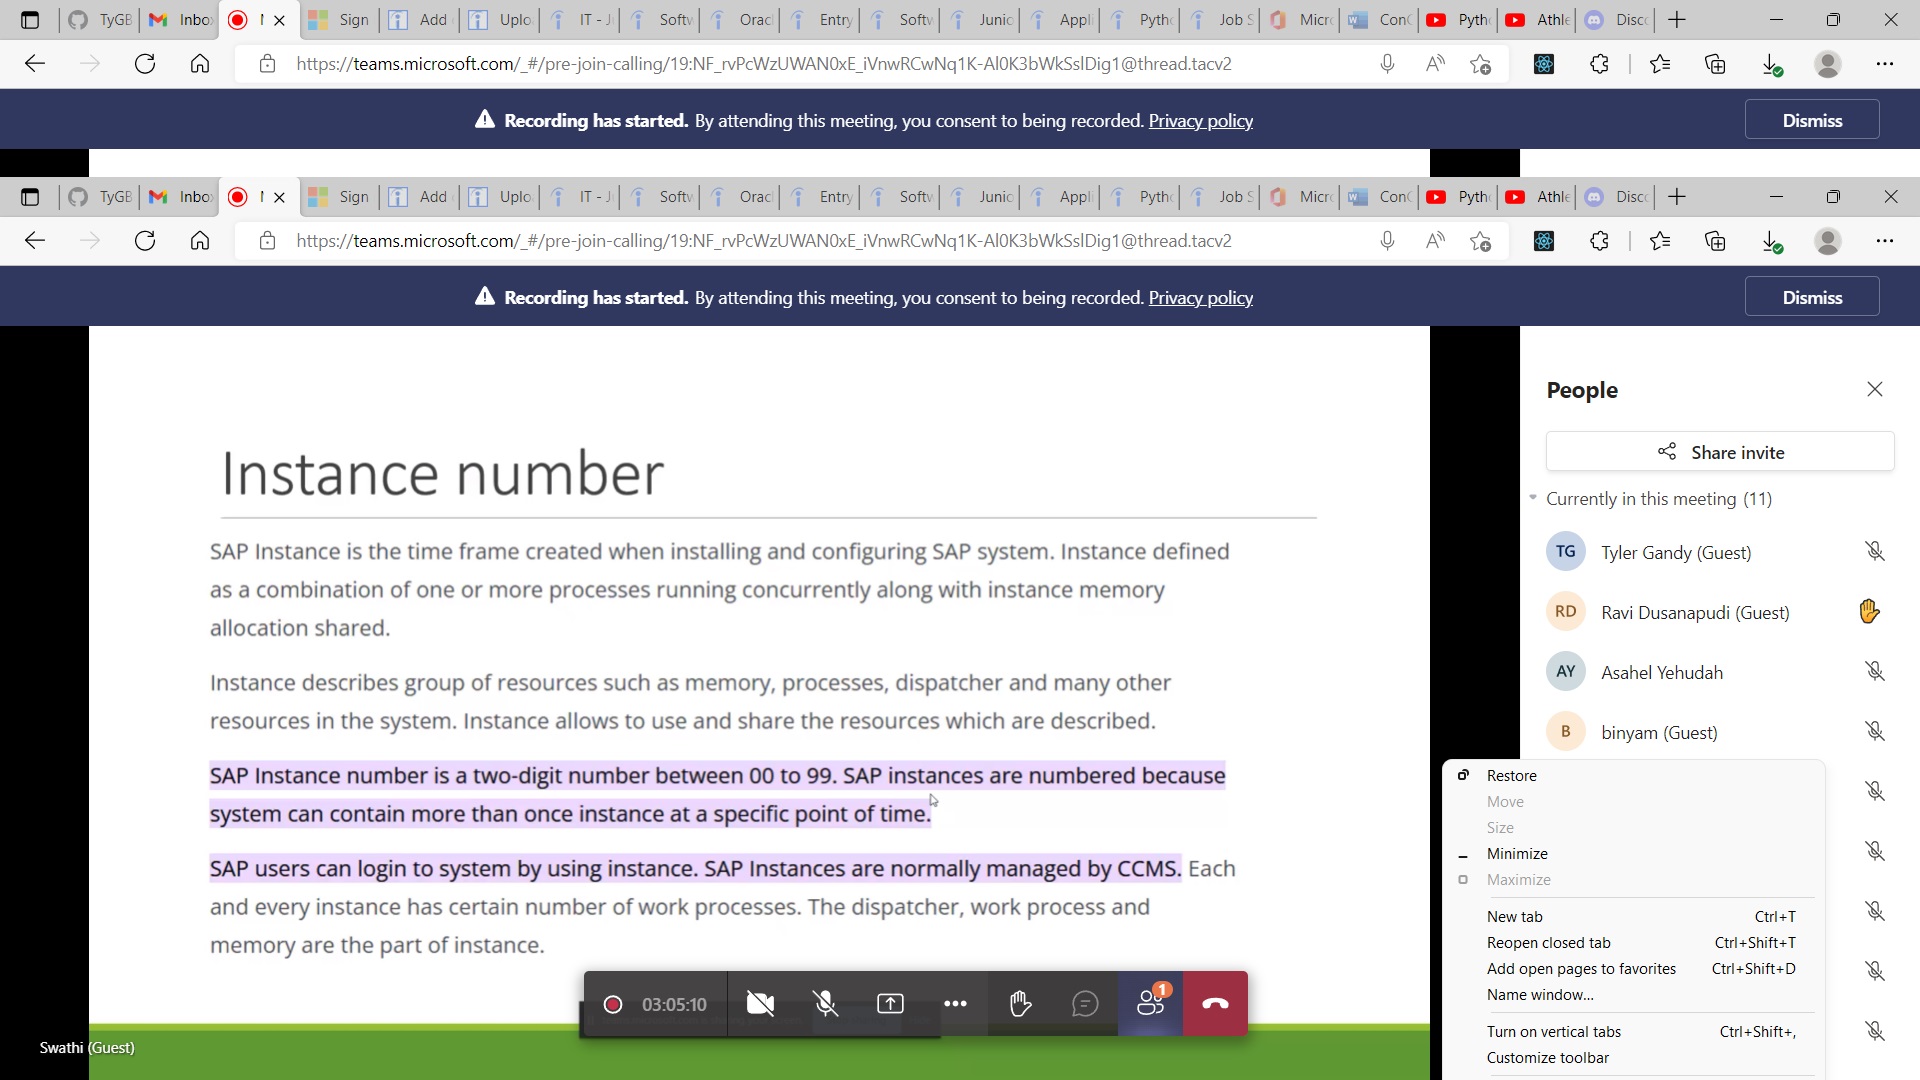 TyGB
Inbo
Sign
Add
Uplo
IT - J
Softw
Orac
Entry
Softw
Junio
Appli
Pytho
Job S
Micro
Con
Pyth
Athle
Disco
https://teams.microsoft.com/_#/pre-join-calling/19:NF_rvPcWzUWAN0xE_iVnwRCwNq1K-Al0K3bWkSslDig1@thread.tacv2
Recording has started. By attending this meeting, you consent to being recorded. Privacy policy
Dismiss
TyGB
Inbo
Sign
Add
Uplo
IT - J
Softw
Orac
Entry
Softw
Junio
Appli
Pytho
Job S
Micro
Con
Pyth
Athle
Disco
https://teams.microsoft.com/_#/pre-join-calling/19:NF_rvPcWzUWAN0xE_iVnwRCwNq1K-Al0K3bWkSslDig1@thread.tacv2
Recording has started. By attending this meeting, you consent to being recorded. Privacy policy
Dismiss
Instance number
SAP Instance is the time frame created when installing and configuring SAP system. Instance defined
as a combination of one or more processes running concurrently along with instance memory
allocation shared.
Instance describes group of resources such as memory, processes, dispatcher and many other
resources in the system. Instance allows to use and share the resources which are described.
SAP Instance number is a two-digit number between 00 to 99. SAP instances are numbered because
system can contain more than once instance at a specific point of time.
SAP users can login to system by using instance. SAP Instances are normally managed by CCMS. Each
and every instance has certain number of work processes. The dispatcher, work process and
memory are the part of instance.
03:05:10
1
Swathi (Guest)
People
Share invite
Currently in this meeting (11)
TG Tyler Gandy (Guest)
RD Ravi Dusanapudi (Guest)
AY Asahel Yehudah
B binyam (Guest)
Restore
Move
Size
Minimize
Maximize
New tab Ctrl+T
Reopen closed tab Ctrl+Shift+T
Add open pages to favorites Ctrl+Shift+D
Name window...
Turn on vertical tabs Ctrl+Shift+,
Customize toolbar